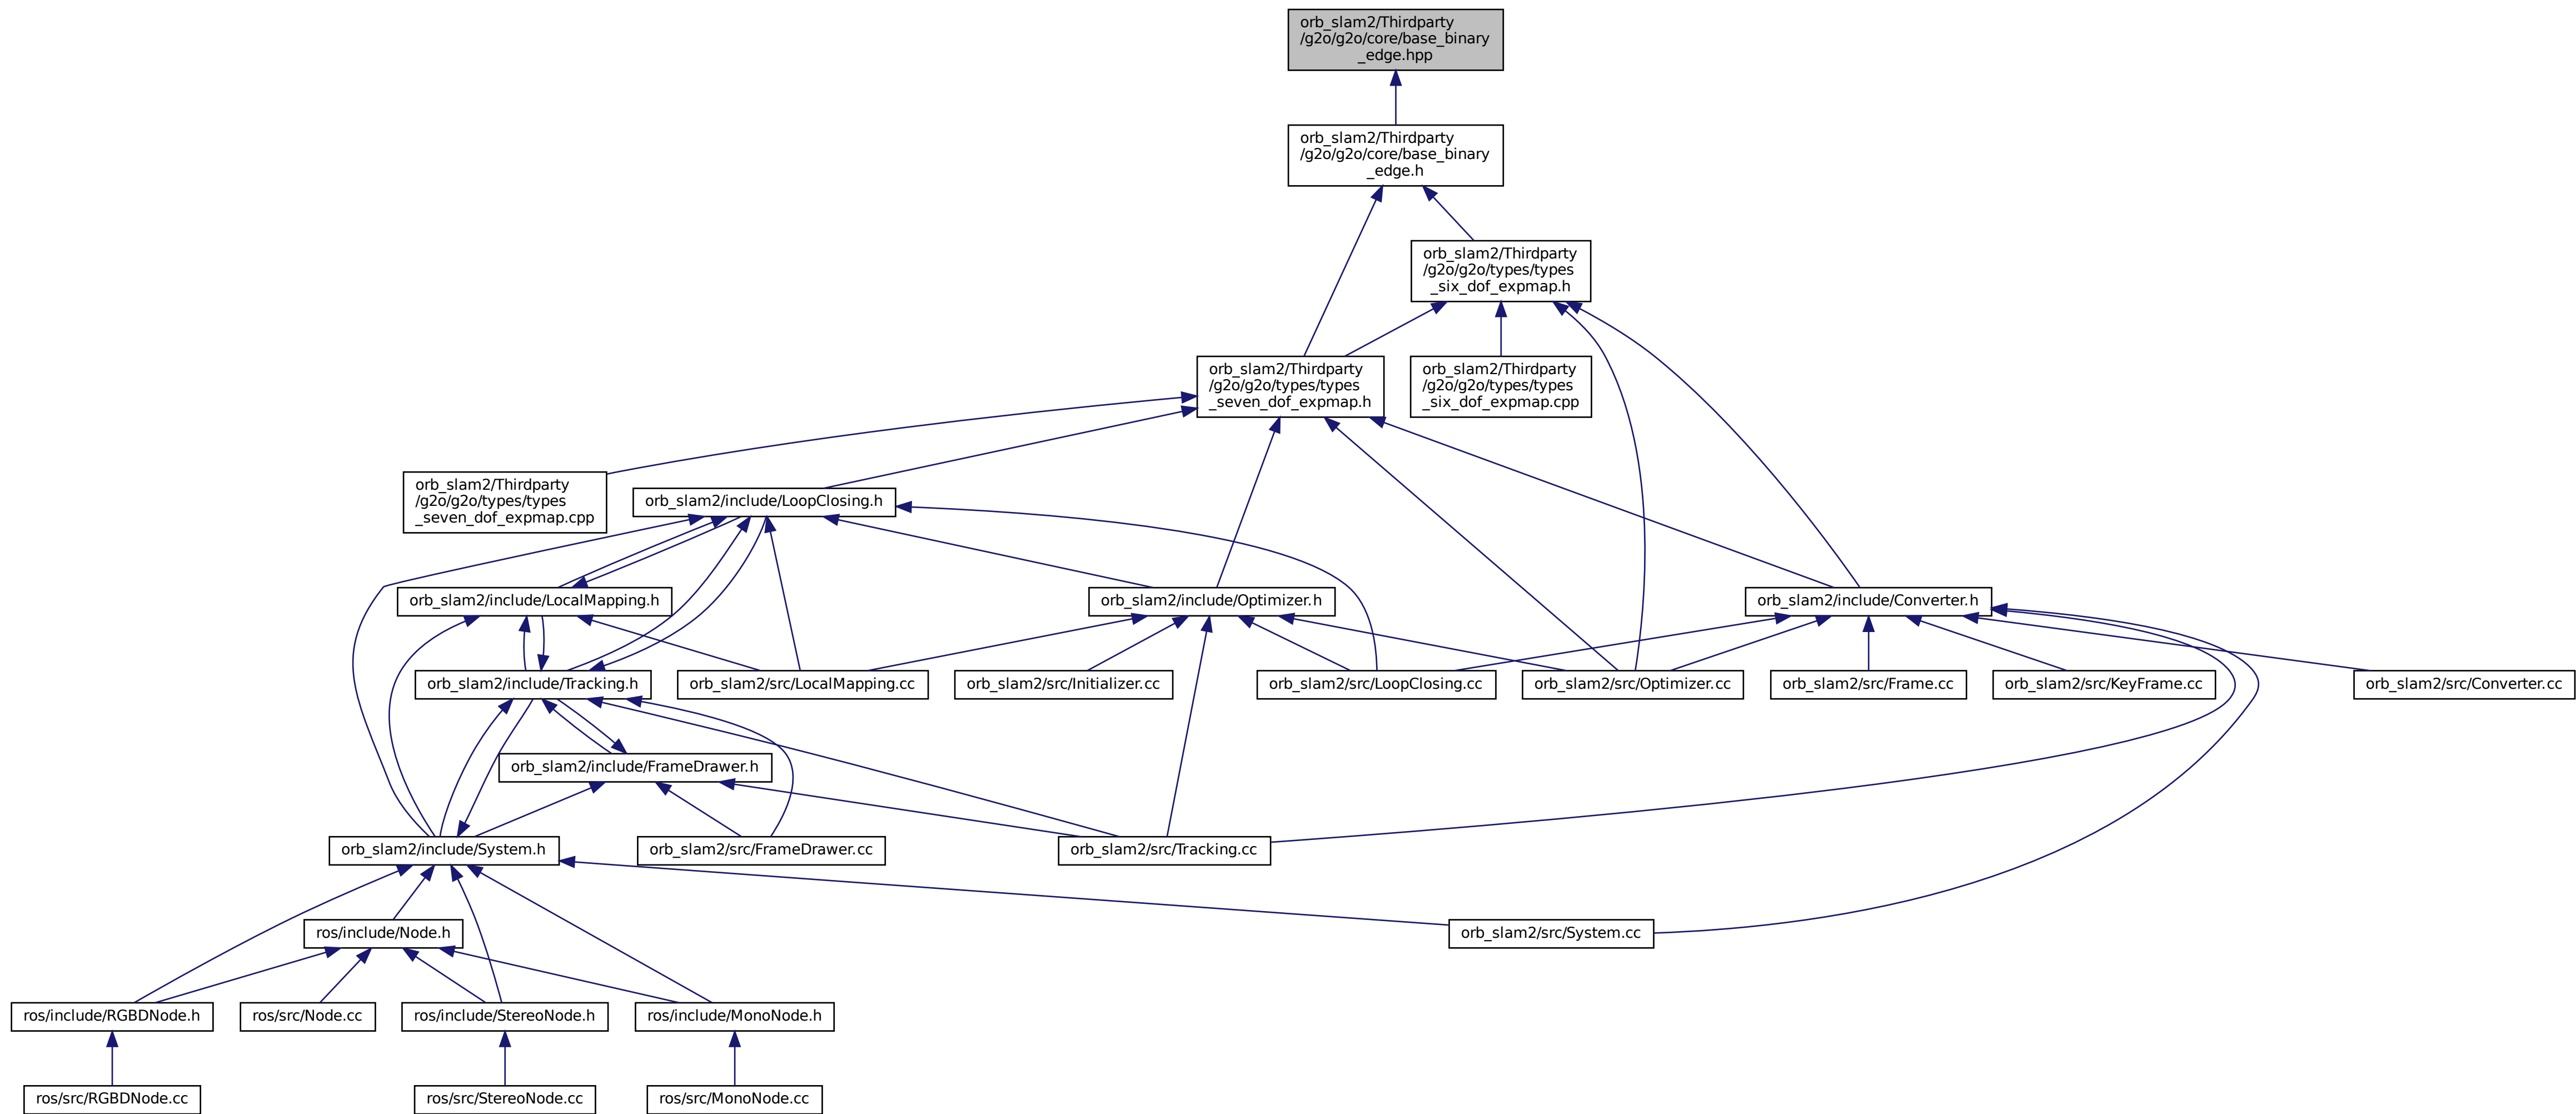 orb_slam2/Thirdparty
/g2o/g2o/core/base_binary
_edge.hpp
orb_slam2/Thirdparty
/g2o/g2o/core/base_binary
_edge.h
orb_slam2/Thirdparty
/g2o/g2o/types/types
_six_dof_expmap.h
orb_slam2/Thirdparty
/g2o/g2o/types/types
_seven_dof_expmap.h
orb_slam2/Thirdparty
/g2o/g2o/types/types
_six_dof_expmap.cpp
orb_slam2/Thirdparty
/g2o/g2o/types/types
_seven_dof_expmap.cpp
orb_slam2/include/LoopClosing.h
orb_slam2/include/LocalMapping.h
orb_slam2/include/Optimizer.h
orb_slam2/include/Converter.h
orb_slam2/include/Tracking.h
orb_slam2/src/LocalMapping.cc
orb_slam2/src/Initializer.cc
orb_slam2/src/LoopClosing.cc
orb_slam2/src/Optimizer.cc
orb_slam2/src/Frame.cc
orb_slam2/src/KeyFrame.cc
orb_slam2/src/Converter.cc
orb_slam2/include/FrameDrawer.h
orb_slam2/include/System.h
orb_slam2/src/FrameDrawer.cc
orb_slam2/src/Tracking.cc
ros/include/Node.h
orb_slam2/src/System.cc
ros/include/RGBDNode.h
ros/src/Node.cc
ros/include/StereoNode.h
ros/include/MonoNode.h
ros/src/RGBDNode.cc
ros/src/StereoNode.cc
ros/src/MonoNode.cc